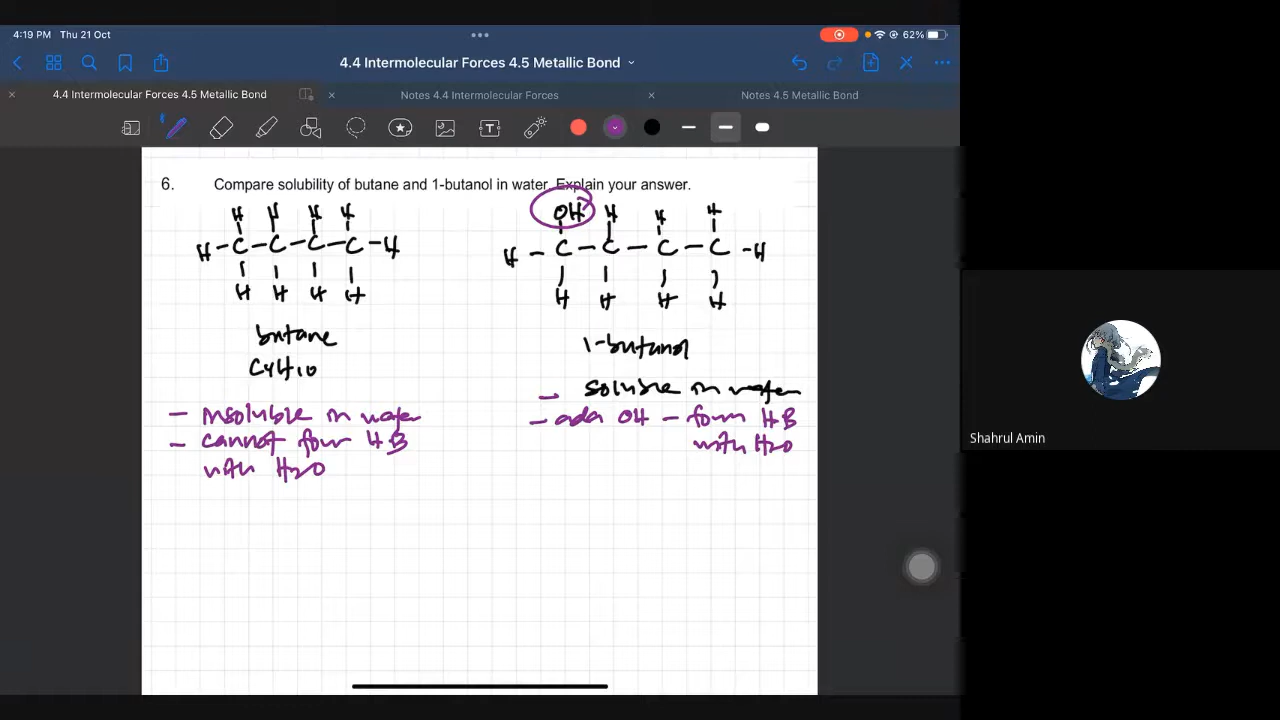 4:19 PM Thu 21 Oct
62%
4.4 Intermolecular Forces 4.5 Metallic Bond
4.4 Intermolecular Forces 4.5 Metallic Bond
Notes 4.4 Intermolecular Forces
Notes 4.5 Metallic Bond
6. Compare solubility of butane and 1-butanol in water. Explain your answer.
H H H H
H - C - C - C - C - H
H H H H
butane
C4H10
- insoluble in water
- cannot form HB
with H2O
OH H H H
H - C - C - C - C - H
H H H H
1-butanol
- soluble in water
- ada OH - form HB
with H2O
Shahrul Amin